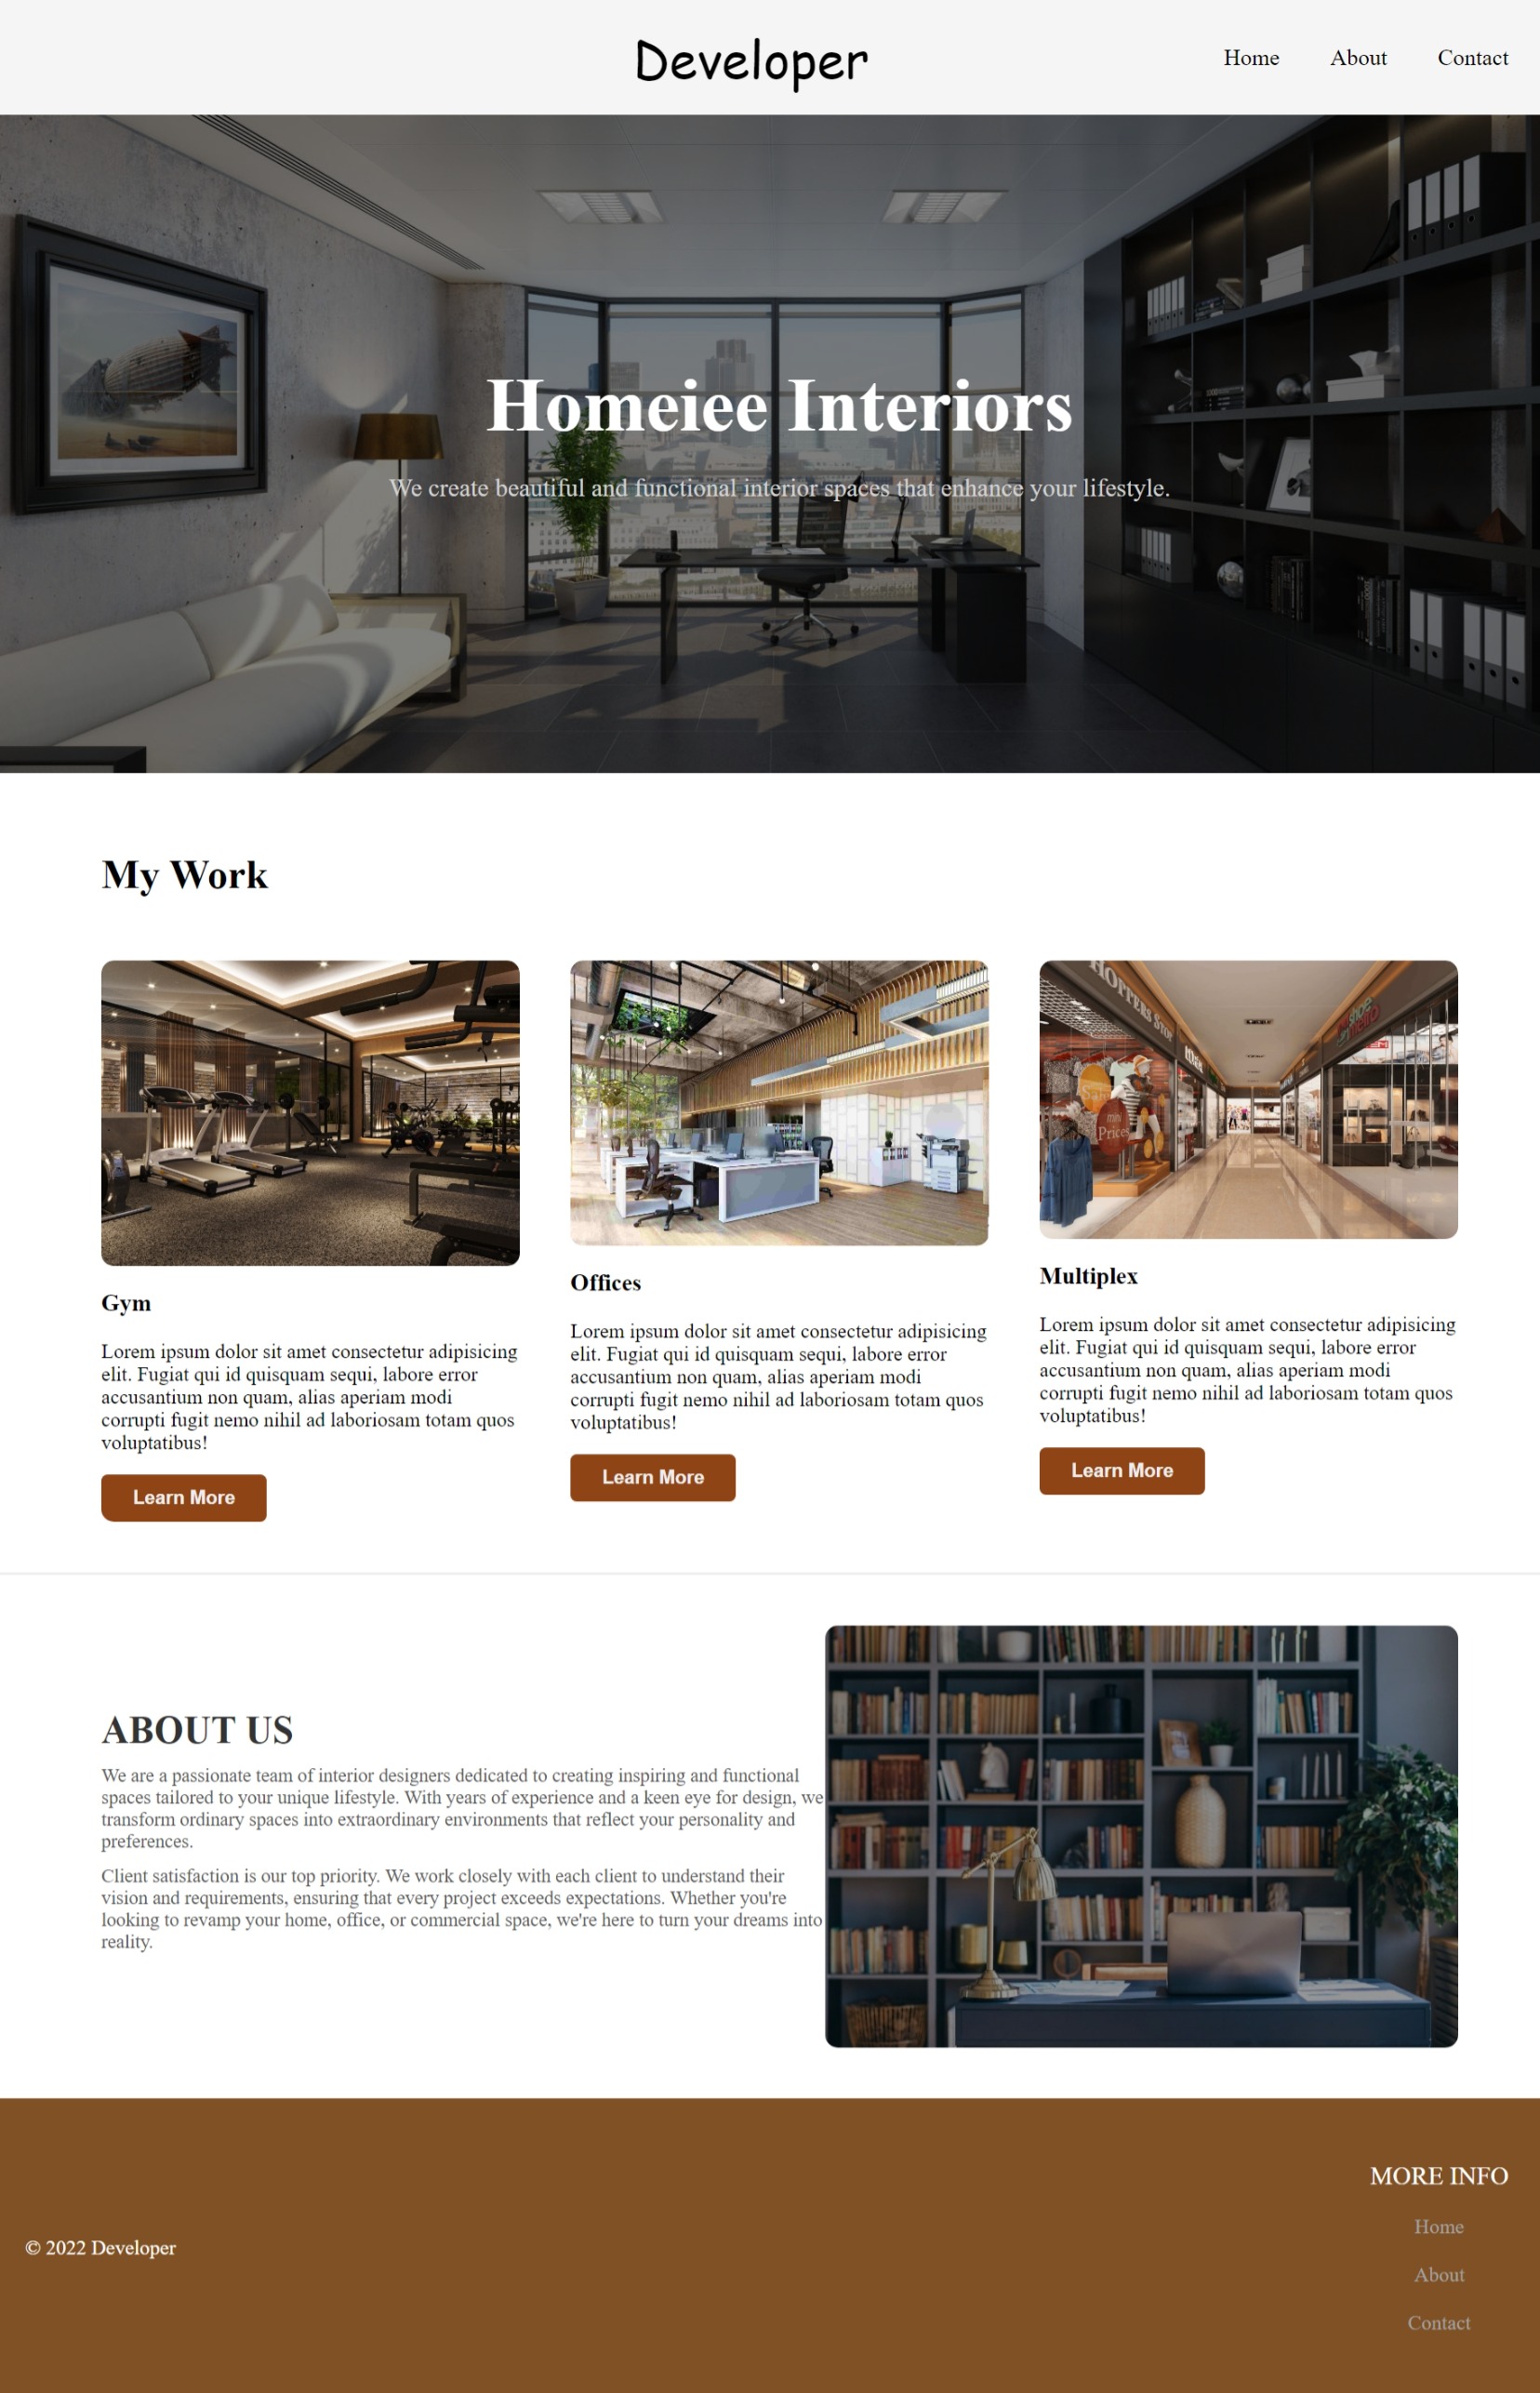 Developer
Home About Contact
Homeiee Interiors
We create beautiful and functional interior spaces that enhance your lifestyle.
My Work
HOPPERS STOP
min
Prices
Gym
Lorem ipsum dolor sit amet consectetur adipisicing
elit. Fugiat qui id quisquam sequi, labore error
accusantium non quam, alias aperiam modi
corrupti fugit nemo nihil ad laboriosam totam quos
voluptatibus!
Learn More
Offices
Lorem ipsum dolor sit amet consectetur adipisicing
elit. Fugiat qui id quisquam sequi, labore error
accusantium non quam, alias aperiam modi
corrupti fugit nemo nihil ad laboriosam totam quos
voluptatibus!
Learn More
Multiplex
Lorem ipsum dolor sit amet consectetur adipisicing
elit. Fugiat qui id quisquam sequi, labore error
accusantium non quam, alias aperiam modi
corrupti fugit nemo nihil ad laboriosam totam quos
voluptatibus!
Learn More
ABOUT US
We are a passionate team of interior designers dedicated to creating inspiring and functional
spaces tailored to your unique lifestyle. With years of experience and a keen eye for design, we
transform ordinary spaces into extraordinary environments that reflect your personality and
preferences.
Client satisfaction is our top priority. We work closely with each client to understand their
vision and requirements, ensuring that every project exceeds expectations. Whether you're
looking to revamp your home, office, or commercial space, we're here to turn your dreams into
reality.
© 2022 Developer
MORE INFO
Home
About
Contact